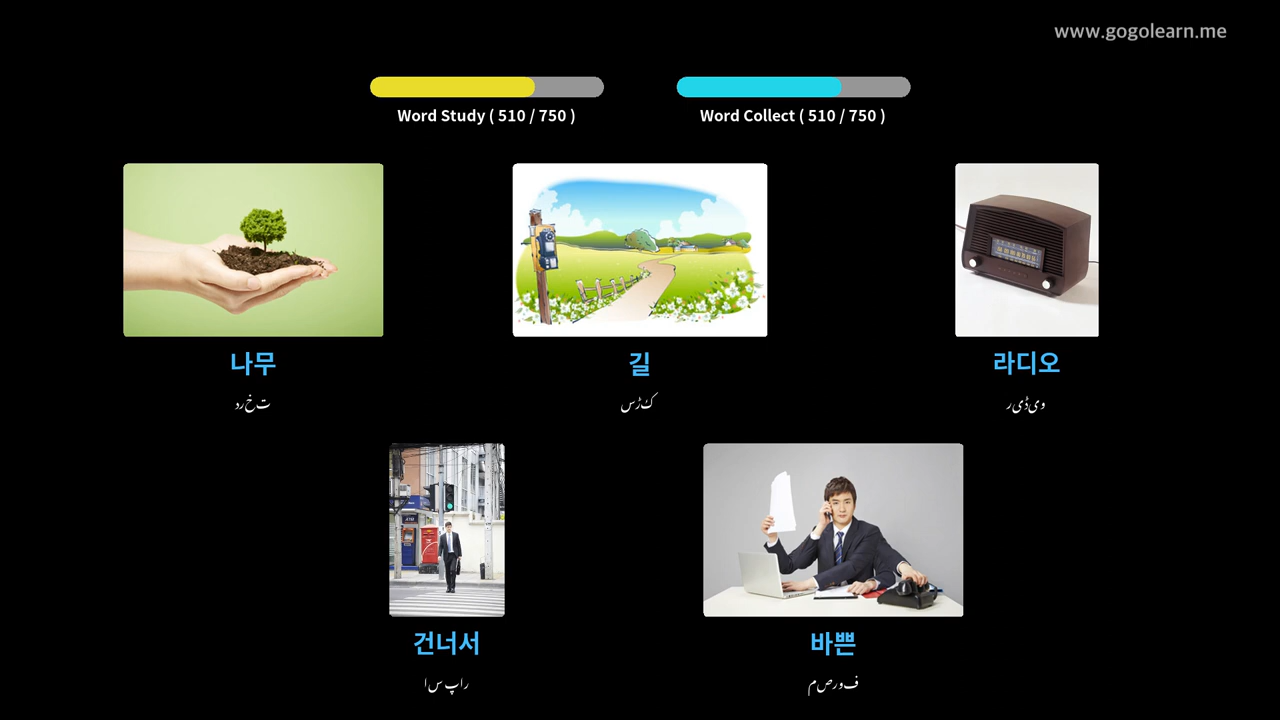 www.gogolearn.me
Word Study ( 510 / 750 )
Word Collect ( 510 / 750 )
나무
تخرد
길
کڑس
라디오
ویڈیر
건너서
راپ سا
바쁜
فورصم